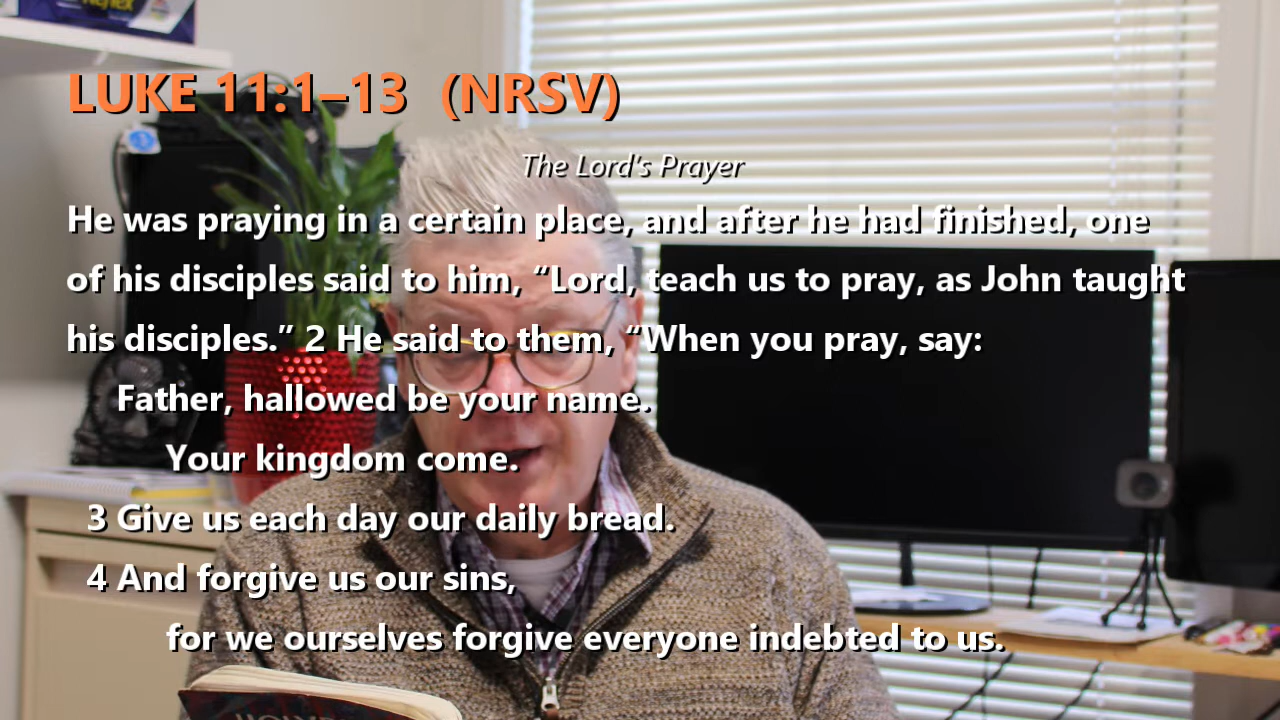 Reflex
LUKE 11:1–13 (NRSV)
The Lord's Prayer
He was praying in a certain place, and after he had finished, one
of his disciples said to him, “Lord, teach us to pray, as John taught
his disciples.” 2 He said to them, “When you pray, say:
Father, hallowed be your name.
Your kingdom come.
3 Give us each day our daily bread.
4 And forgive us our sins,
for we ourselves forgive everyone indebted to us.